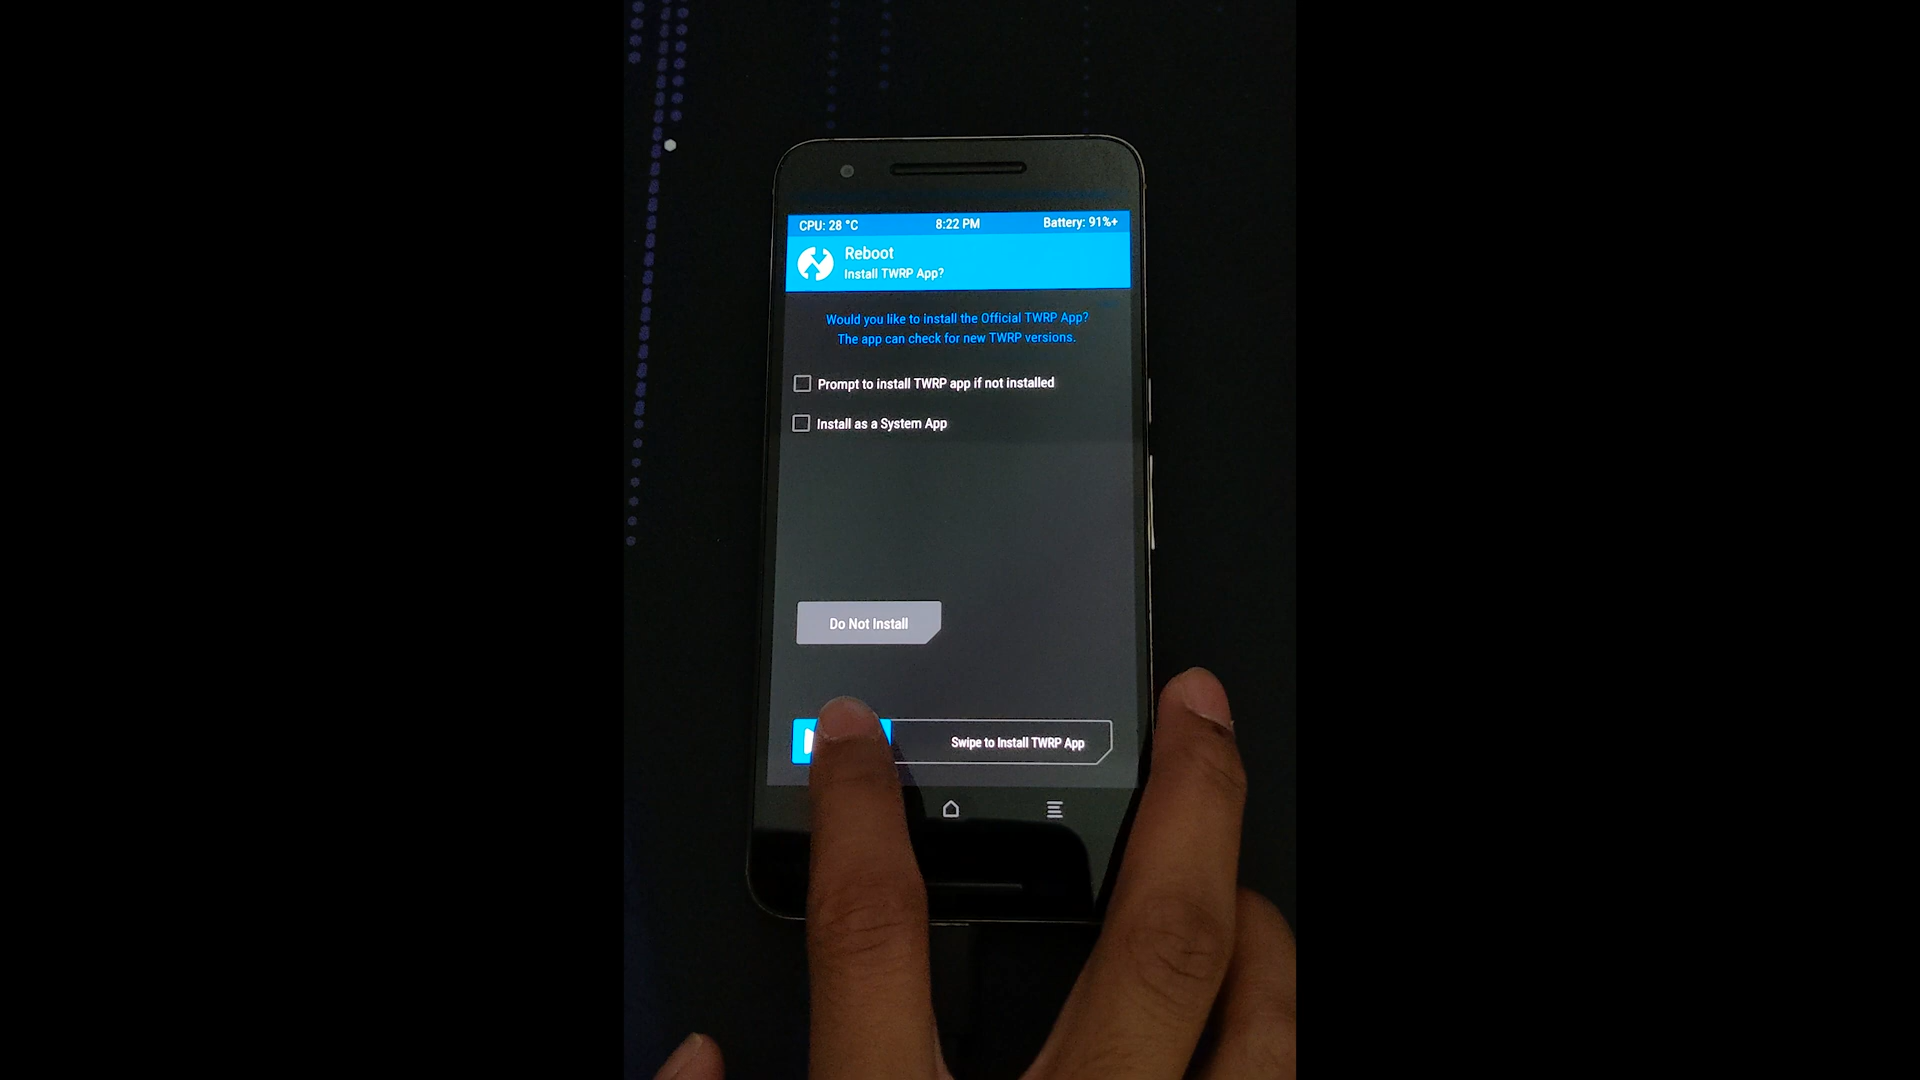 CPU: 28 °C 8:22 PM Battery: 91%+
Reboot
Install TWRP App?
Would you like to install the Official TWRP App?
The app can check for new TWRP versions.
Prompt to install TWRP app if not installed
Install as a System App
Do Not Install
Swipe to Install TWRP App